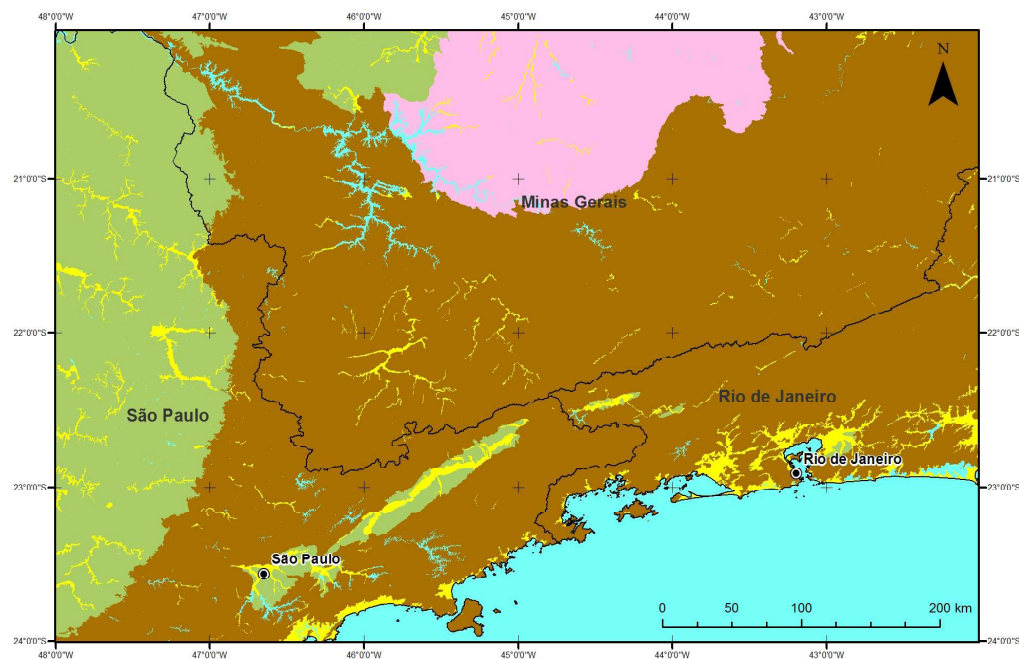 48°0'0"W 47°0'0"W 46°0'0"W 45°0'0"W 44°0'0"W 43°0'0"W
N
21°0'0"S 21°0'0"S
Minas Gerais
22°0'0"S 22°0'0"S
Rio de Janeiro
São Paulo
Rio de Janeiro
23°0'0"S 23°0'0"S
São Paulo
0 50 100 200 km
24°0'0"S 24°0'0"S
48°0'0"W 47°0'0"W 46°0'0"W 45°0'0"W 44°0'0"W 43°0'0"W